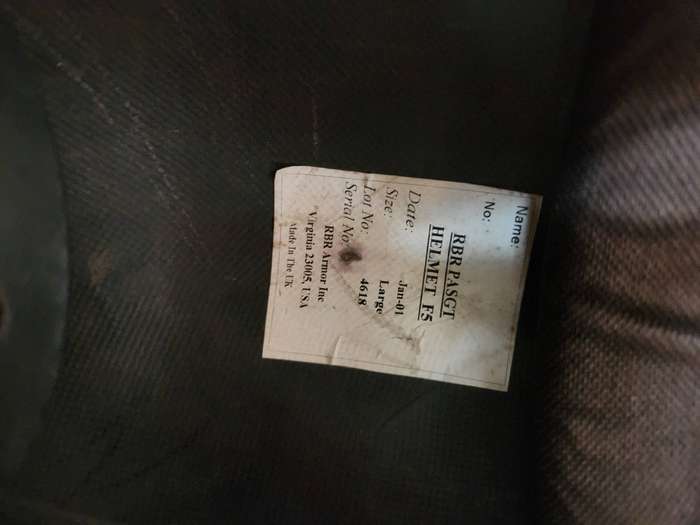 Name:
No:
RBR PASGT
HELMET F5
Date: Jan-01
Size: Large
Lot No: 4618
Serial No:
RBR Armor Inc
Virginia 23005, USA
Made In The UK